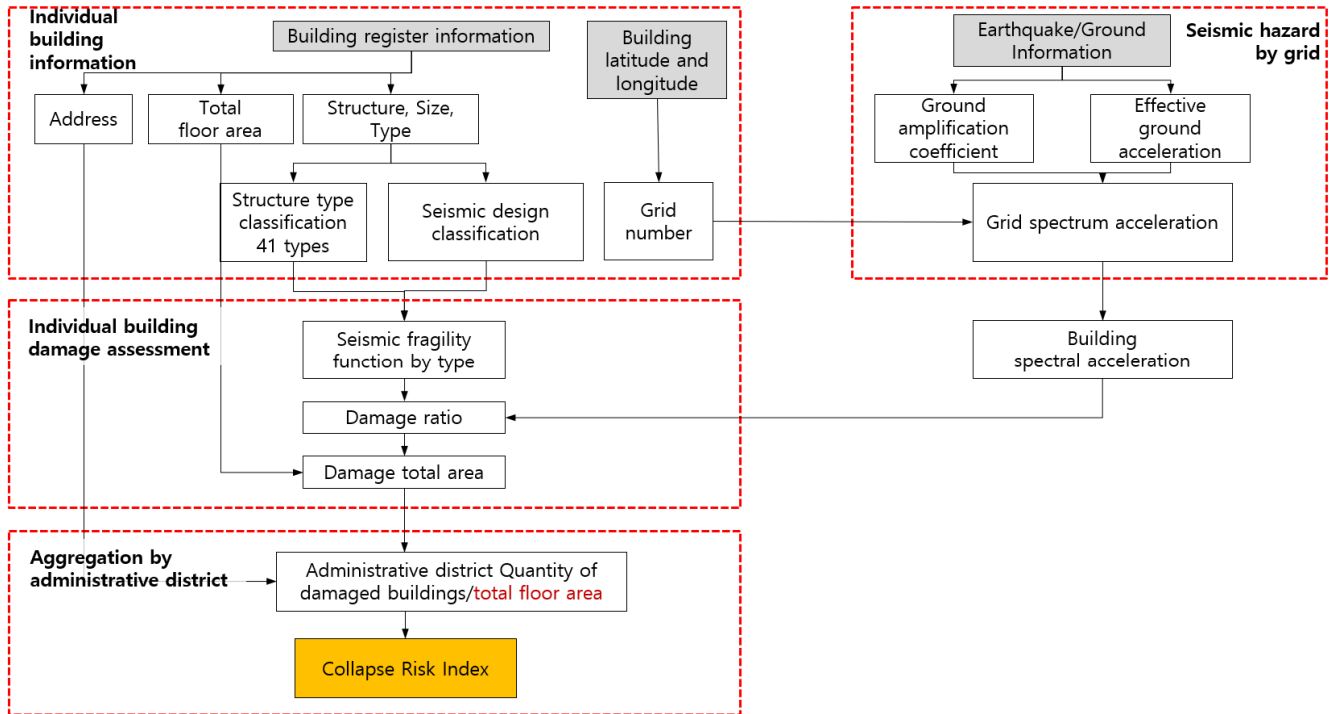 Individual
building
information
Building register information
Building
latitude and
longitude
Earthquake/Ground
Information
Seismic hazard
by grid
Address
Total
floor area
Structure, Size,
Type
Ground
amplification
coefficient
Effective
ground
acceleration
Structure type
classification
41 types
Seismic design
classification
Grid
number
Grid spectrum acceleration
Individual building
damage assessment
Seismic fragility
function by type
Building
spectral acceleration
Damage ratio
Damage total area
Aggregation by
administrative district
Administrative district Quantity of
damaged buildings/total floor area
Collapse Risk Index